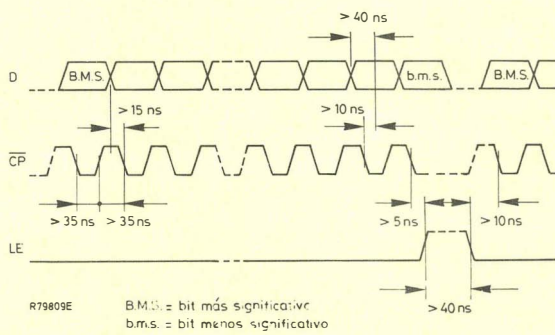 > 40 ns
D
B.M.S.
b.m.s.
B.M.S.
> 15 ns
> 10 ns
CP
> 35 ns
> 35 ns
> 5 ns
> 10 ns
LE
> 40 ns
R79809E
B.M.S. = bit más significativo
b.m.s. = bit menos significativo